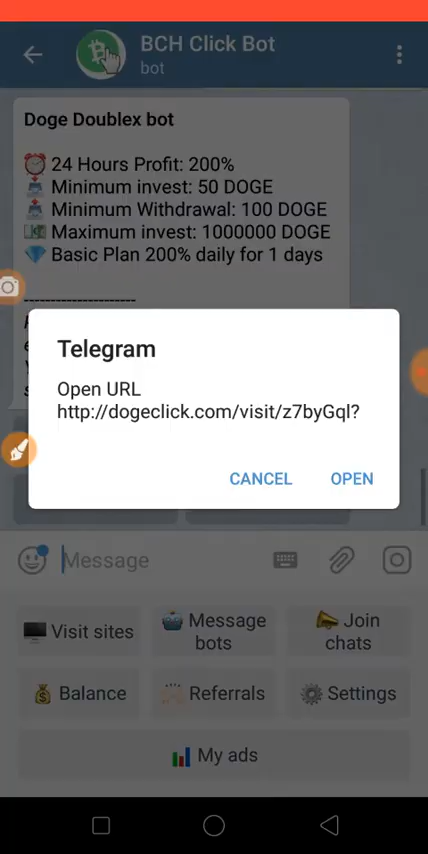 BCH Click Bot
bot
Doge Doublex bot
24 Hours Profit: 200%
Minimum invest: 50 DOGE
Minimum Withdrawal: 100 DOGE
Maximum invest: 1000000 DOGE
Basic Plan 200% daily for 1 days
---------------------
Telegram
Open URL
http://dogeclick.com/visit/z7byGql?
CANCEL OPEN
Message
Visit sites
Message
bots
Join
chats
Balance
Referrals
Settings
My ads